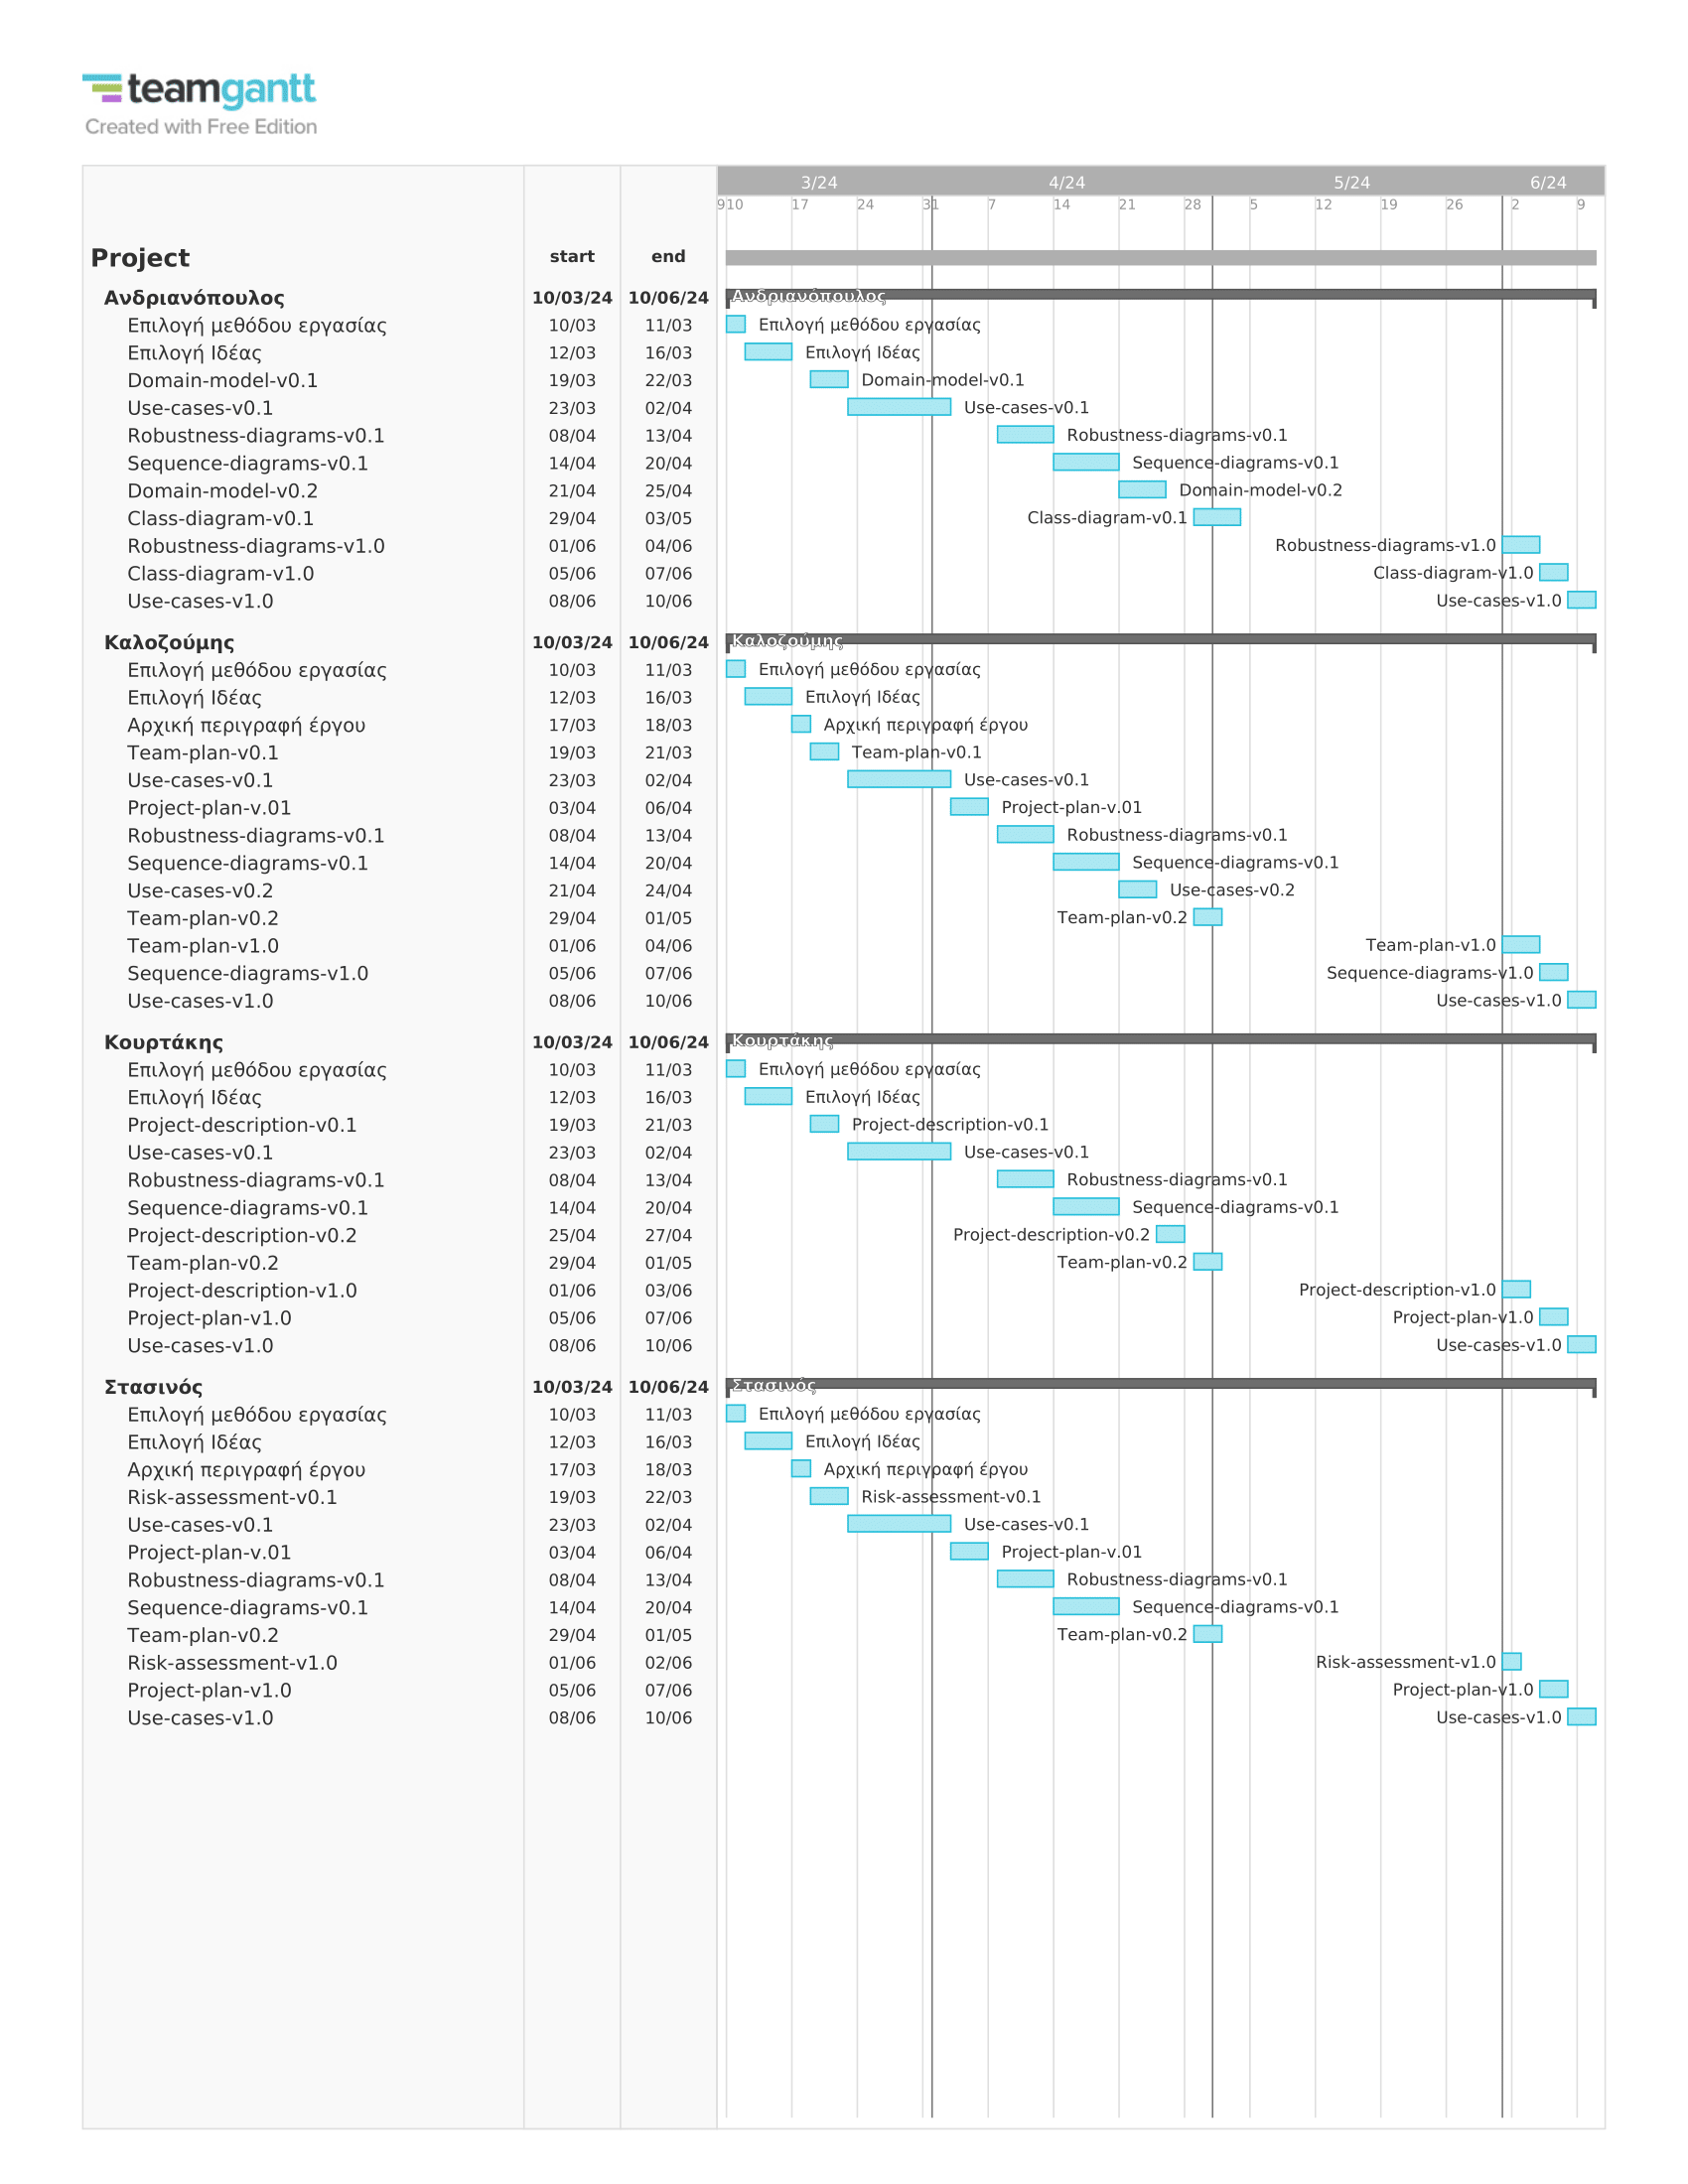 teamgantt
Created with Free Edition
3/24 4/24 5/24 6/24
9 10 17 24 31 7 14 21 28 5 12 19 26 2 9
Project start end
Ανδριανόπουλος 10/03/24 10/06/24 Ανδριανόπουλος
Επιλογή μεθόδου εργασίας 10/03 11/03 Επιλογή μεθόδου εργασίας
Επιλογή Ιδέας 12/03 16/03 Επιλογή Ιδέας
Domain-model-v0.1 19/03 22/03 Domain-model-v0.1
Use-cases-v0.1 23/03 02/04 Use-cases-v0.1
Robustness-diagrams-v0.1 08/04 13/04 Robustness-diagrams-v0.1
Sequence-diagrams-v0.1 14/04 20/04 Sequence-diagrams-v0.1
Domain-model-v0.2 21/04 25/04 Domain-model-v0.2
Class-diagram-v0.1 29/04 03/05 Class-diagram-v0.1
Robustness-diagrams-v1.0 01/06 04/06 Robustness-diagrams-v1.0
Class-diagram-v1.0 05/06 07/06 Class-diagram-v1.0
Use-cases-v1.0 08/06 10/06 Use-cases-v1.0
Καλοζούμης 10/03/24 10/06/24 Καλοζούμης
Επιλογή μεθόδου εργασίας 10/03 11/03 Επιλογή μεθόδου εργασίας
Επιλογή Ιδέας 12/03 16/03 Επιλογή Ιδέας
Αρχική περιγραφή έργου 17/03 18/03 Αρχική περιγραφή έργου
Team-plan-v0.1 19/03 21/03 Team-plan-v0.1
Use-cases-v0.1 23/03 02/04 Use-cases-v0.1
Project-plan-v.01 03/04 06/04 Project-plan-v.01
Robustness-diagrams-v0.1 08/04 13/04 Robustness-diagrams-v0.1
Sequence-diagrams-v0.1 14/04 20/04 Sequence-diagrams-v0.1
Use-cases-v0.2 21/04 24/04 Use-cases-v0.2
Team-plan-v0.2 29/04 01/05 Team-plan-v0.2
Team-plan-v1.0 01/06 04/06 Team-plan-v1.0
Sequence-diagrams-v1.0 05/06 07/06 Sequence-diagrams-v1.0
Use-cases-v1.0 08/06 10/06 Use-cases-v1.0
Κουρτάκης 10/03/24 10/06/24 Κουρτάκης
Επιλογή μεθόδου εργασίας 10/03 11/03 Επιλογή μεθόδου εργασίας
Επιλογή Ιδέας 12/03 16/03 Επιλογή Ιδέας
Project-description-v0.1 19/03 21/03 Project-description-v0.1
Use-cases-v0.1 23/03 02/04 Use-cases-v0.1
Robustness-diagrams-v0.1 08/04 13/04 Robustness-diagrams-v0.1
Sequence-diagrams-v0.1 14/04 20/04 Sequence-diagrams-v0.1
Project-description-v0.2 25/04 27/04 Project-description-v0.2
Team-plan-v0.2 29/04 01/05 Team-plan-v0.2
Project-description-v1.0 01/06 03/06 Project-description-v1.0
Project-plan-v1.0 05/06 07/06 Project-plan-v1.0
Use-cases-v1.0 08/06 10/06 Use-cases-v1.0
Στασινός 10/03/24 10/06/24 Στασινός
Επιλογή μεθόδου εργασίας 10/03 11/03 Επιλογή μεθόδου εργασίας
Επιλογή Ιδέας 12/03 16/03 Επιλογή Ιδέας
Αρχική περιγραφή έργου 17/03 18/03 Αρχική περιγραφή έργου
Risk-assessment-v0.1 19/03 22/03 Risk-assessment-v0.1
Use-cases-v0.1 23/03 02/04 Use-cases-v0.1
Project-plan-v.01 03/04 06/04 Project-plan-v.01
Robustness-diagrams-v0.1 08/04 13/04 Robustness-diagrams-v0.1
Sequence-diagrams-v0.1 14/04 20/04 Sequence-diagrams-v0.1
Team-plan-v0.2 29/04 01/05 Team-plan-v0.2
Risk-assessment-v1.0 01/06 02/06 Risk-assessment-v1.0
Project-plan-v1.0 05/06 07/06 Project-plan-v1.0
Use-cases-v1.0 08/06 10/06 Use-cases-v1.0